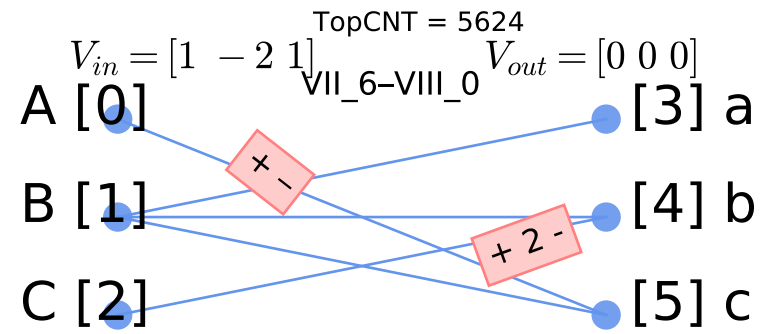 TopCNT = 5624
V_in = [1 −2 1] V_out = [0 0 0]
VII_6–VIII_0
A [0] [3] a
+ -
B [1] [4] b
+ 2 -
C [2] [5] c